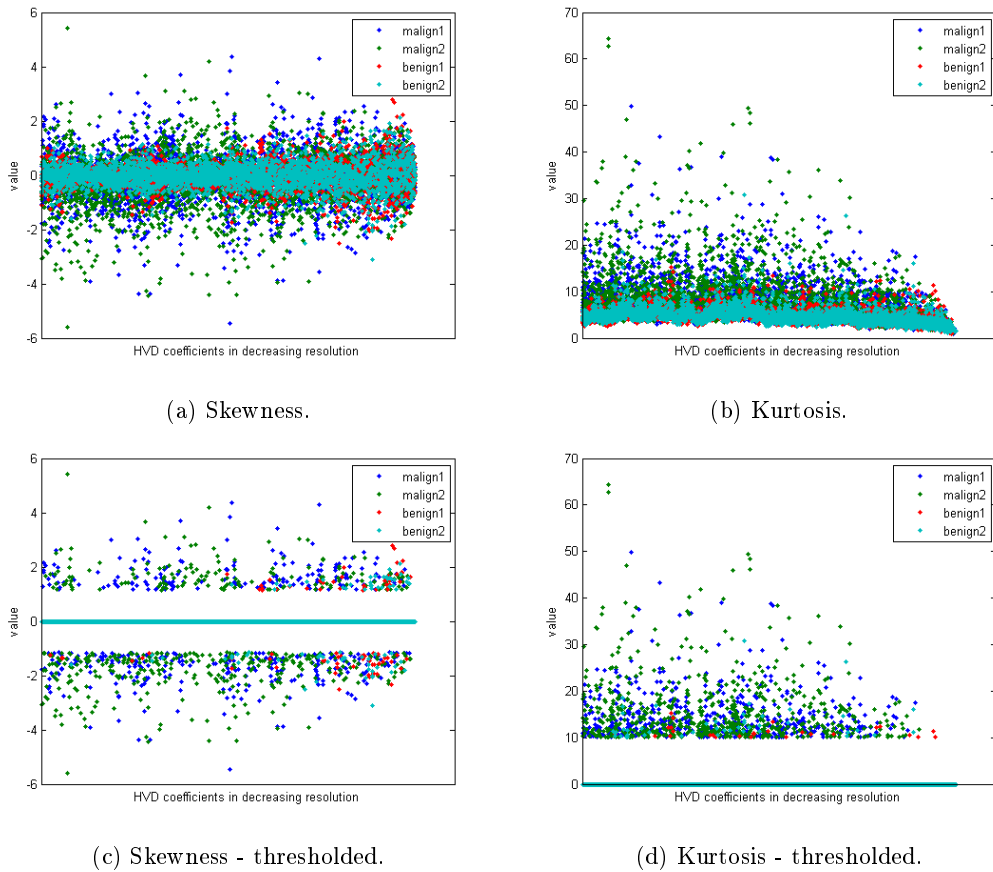 6
4
2
0
-2
-4
-6
value
HVD coefficients in decreasing resolution
malign1
malign2
benign1
benign2
(a) Skewness.
70
60
50
40
30
20
10
0
value
HVD coefficients in decreasing resolution
malign1
malign2
benign1
benign2
(b) Kurtosis.
6
4
2
0
-2
-4
-6
value
HVD coefficients in decreasing resolution
malign1
malign2
benign1
benign2
(c) Skewness - thresholded.
70
60
50
40
30
20
10
0
value
HVD coefficients in decreasing resolution
malign1
malign2
benign1
benign2
(d) Kurtosis - thresholded.